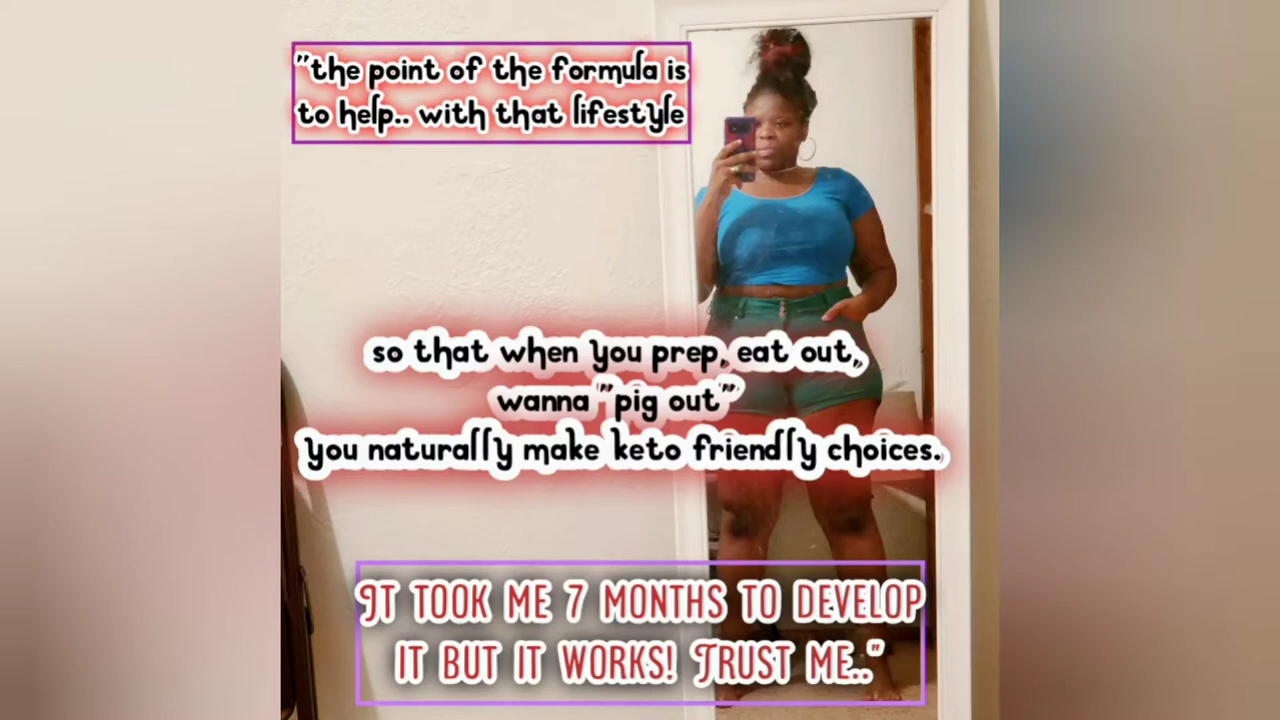 "the point of the formula is
to help.. with that lifestyle
so that when you prep, eat out,,
wanna ""pig out""
you naturally make keto friendly choices.
IT TOOK ME 7 MONTHS TO DEVELOP
IT BUT IT WORKS! TRUST ME.."